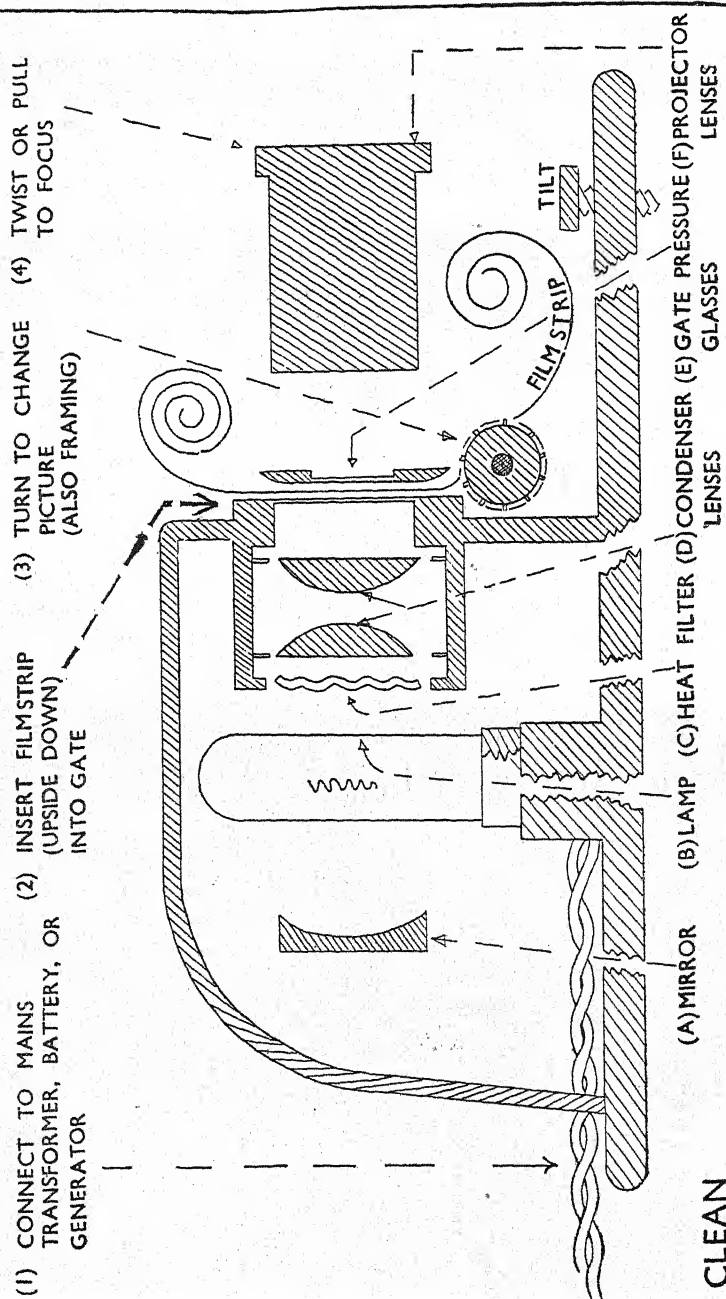 (1) CONNECT TO MAINS
TRANSFORMER, BATTERY, OR
GENERATOR
(2) INSERT FILMSTRIP
(UPSIDE DOWN)
INTO GATE
(3) TURN TO CHANGE
PICTURE
(ALSO FRAMING)
(4) TWIST OR PULL
TO FOCUS
FILMSTRIP
TILT
CLEAN
(A) MIRROR
(B) LAMP
(C) HEAT FILTER
(D) CONDENSER
LENSES
(E) GATE PRESSURE
GLASSES
(F) PROJECTOR
LENSES